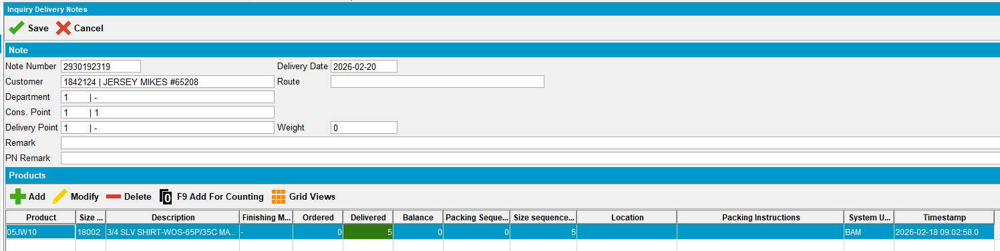 Inquiry Delivery Notes
Save Cancel
Note
Note Number 2930192319 Delivery Date 2026-02-20
Customer 1842124 | JERSEY MIKES #65208 Route
Department 1 | -
Cons. Point 1 | 1
Delivery Point 1 | - Weight 0
Remark
PN Remark
Products
Add Modify Delete F9 Add For Counting Grid Views
Product Size ... Description Finishing M... Ordered Delivered Balance Packing Seque... Size sequence... Location Packing Instructions System U... Timestamp
05JW10 18002 3/4 SLV SHIRT-WOS-65P/35C MA... - 0 5 0 0 5 BAM 2026-02-18 09:02:58.0